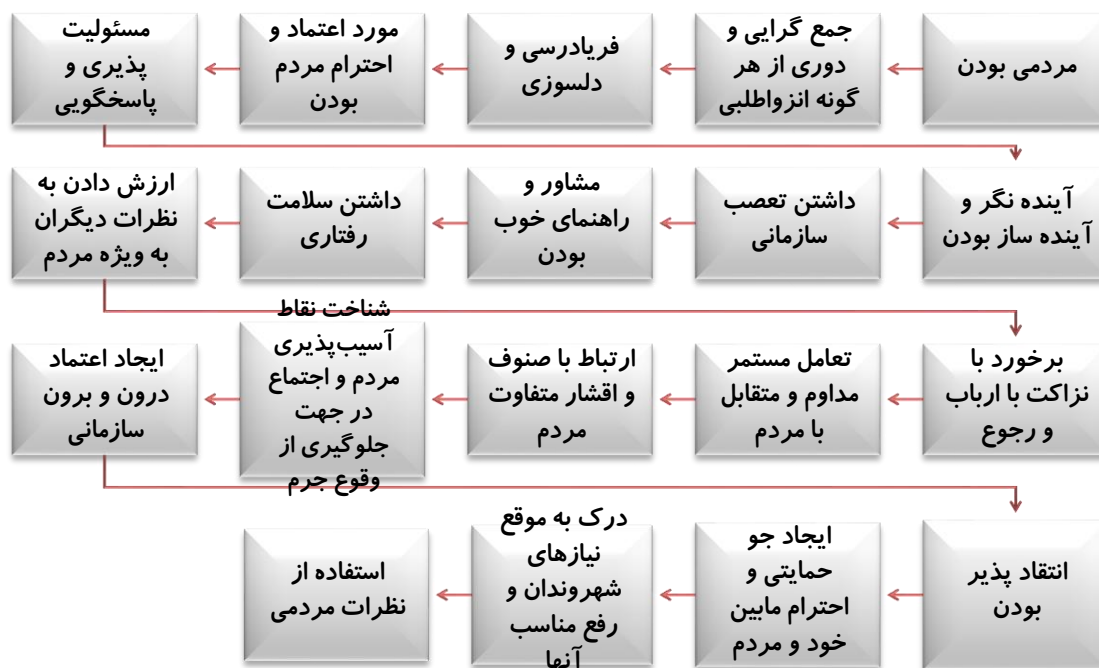 مردمی بودن
جمع گرایی و
دوری از هر
گونه انزواطلبی
فریادرسی و
دلسوزی
مورد اعتماد و
احترام مردم
بودن
مسئولیت
پذیری و
پاسخگویی
آینده نگر و
آینده ساز بودن
داشتن تعصب
سازمانی
مشاور و
راهنمای خوب
بودن
داشتن سلامت
رفتاری
ارزش دادن به
نظرات دیگران
به ویژه مردم
برخورد با
نزاکت با ارباب
و رجوع
تعامل مستمر
مداوم و متقابل
با مردم
ارتباط با صنوف
و اقشار متفاوت
مردم
شناخت نقاط
آسیب‌پذیری
مردم و اجتماع
در جهت
جلوگیری از
وقوع جرم
ایجاد اعتماد
درون و برون
سازمانی
انتقاد پذیر
بودن
ایجاد جو
حمایتی و
احترام مابین
خود و مردم
درک به موقع
نیازهای
شهروندان و
رفع مناسب
آنها
استفاده از
نظرات مردمی